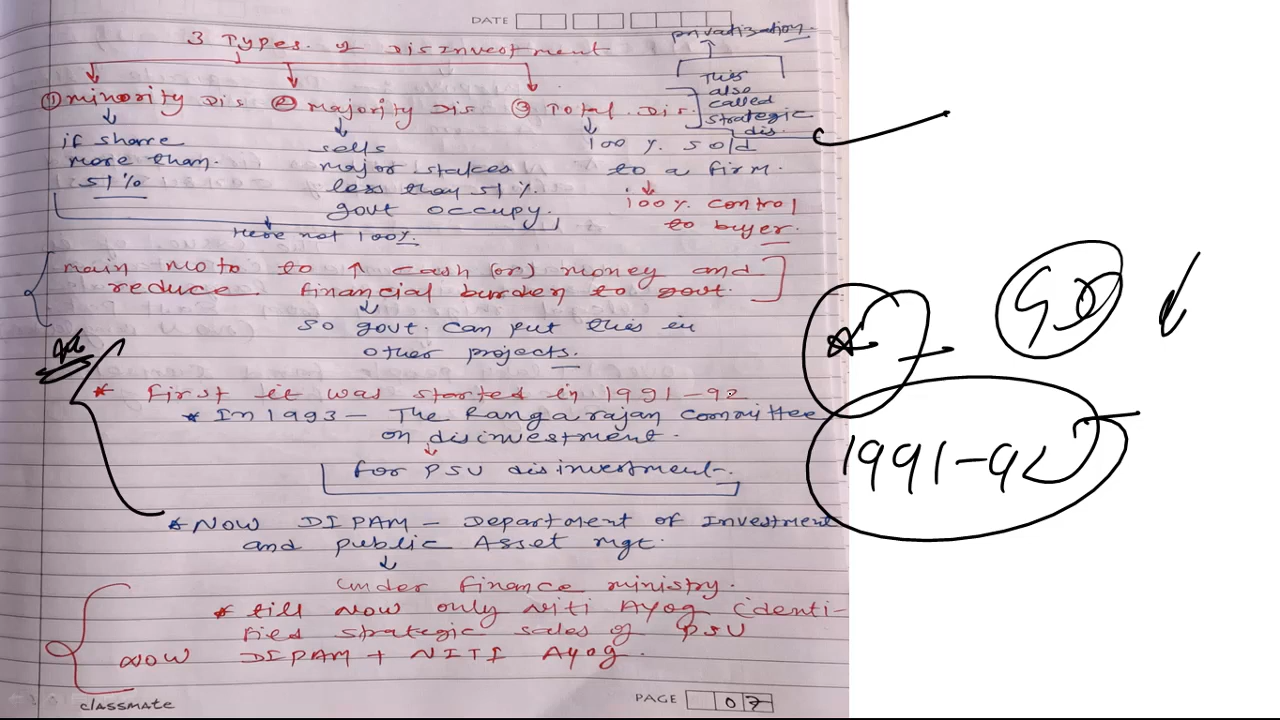 DATE
privatization.
3 Types. of Disinvestment
This
also
called
strategic
dis.
① minority Dis ② majority Dis ③ Total. Dis.
if share
more than.
51%
sells
major stakes
less than 51%.
govt occupy.
100 %. sold
to a firm.
100%. control
to buyer.
Here not 100%.
main moto to ↑ cash (or) money and
reduce. financial burden to govt.
so govt. can put this in
other projects.
* First it was started in 1991-92
* In 1993 - The Rangarajan Committee
on disinvestment.
for PSU disinvestment.
* Now DIPAM - Department of Investment
and public Asset mgt.
under finance ministry.
* till now only niti Ayog identi-
fied strategic sales of PSU
now DIPAM + NITI Ayog.
1991-92
classmate
PAGE 07